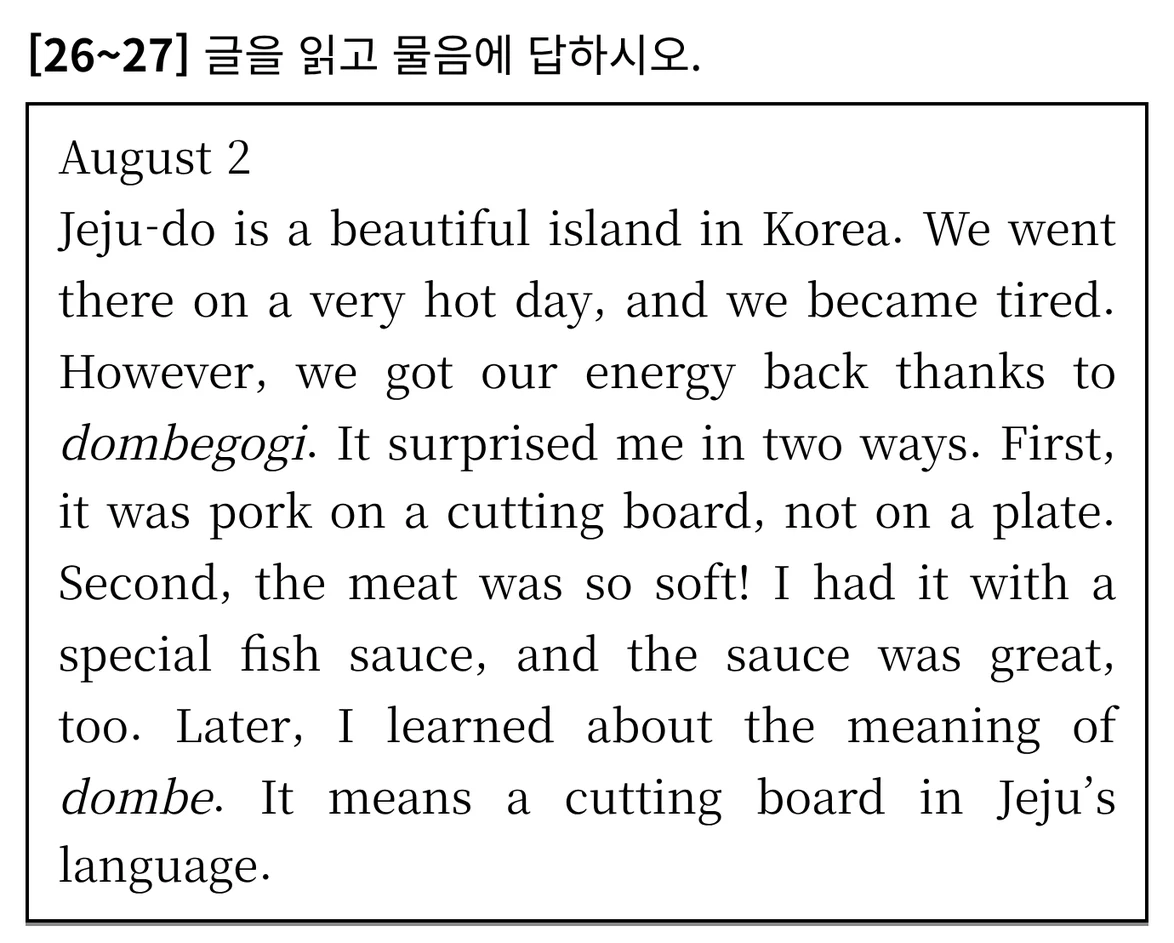 [26~27] 글을 읽고 물음에 답하시오.
August 2
Jeju-do is a beautiful island in Korea. We went
there on a very hot day, and we became tired.
However, we got our energy back thanks to
dombegogi. It surprised me in two ways. First,
it was pork on a cutting board, not on a plate.
Second, the meat was so soft! I had it with a
special fish sauce, and the sauce was great,
too. Later, I learned about the meaning of
dombe. It means a cutting board in Jeju’s
language.